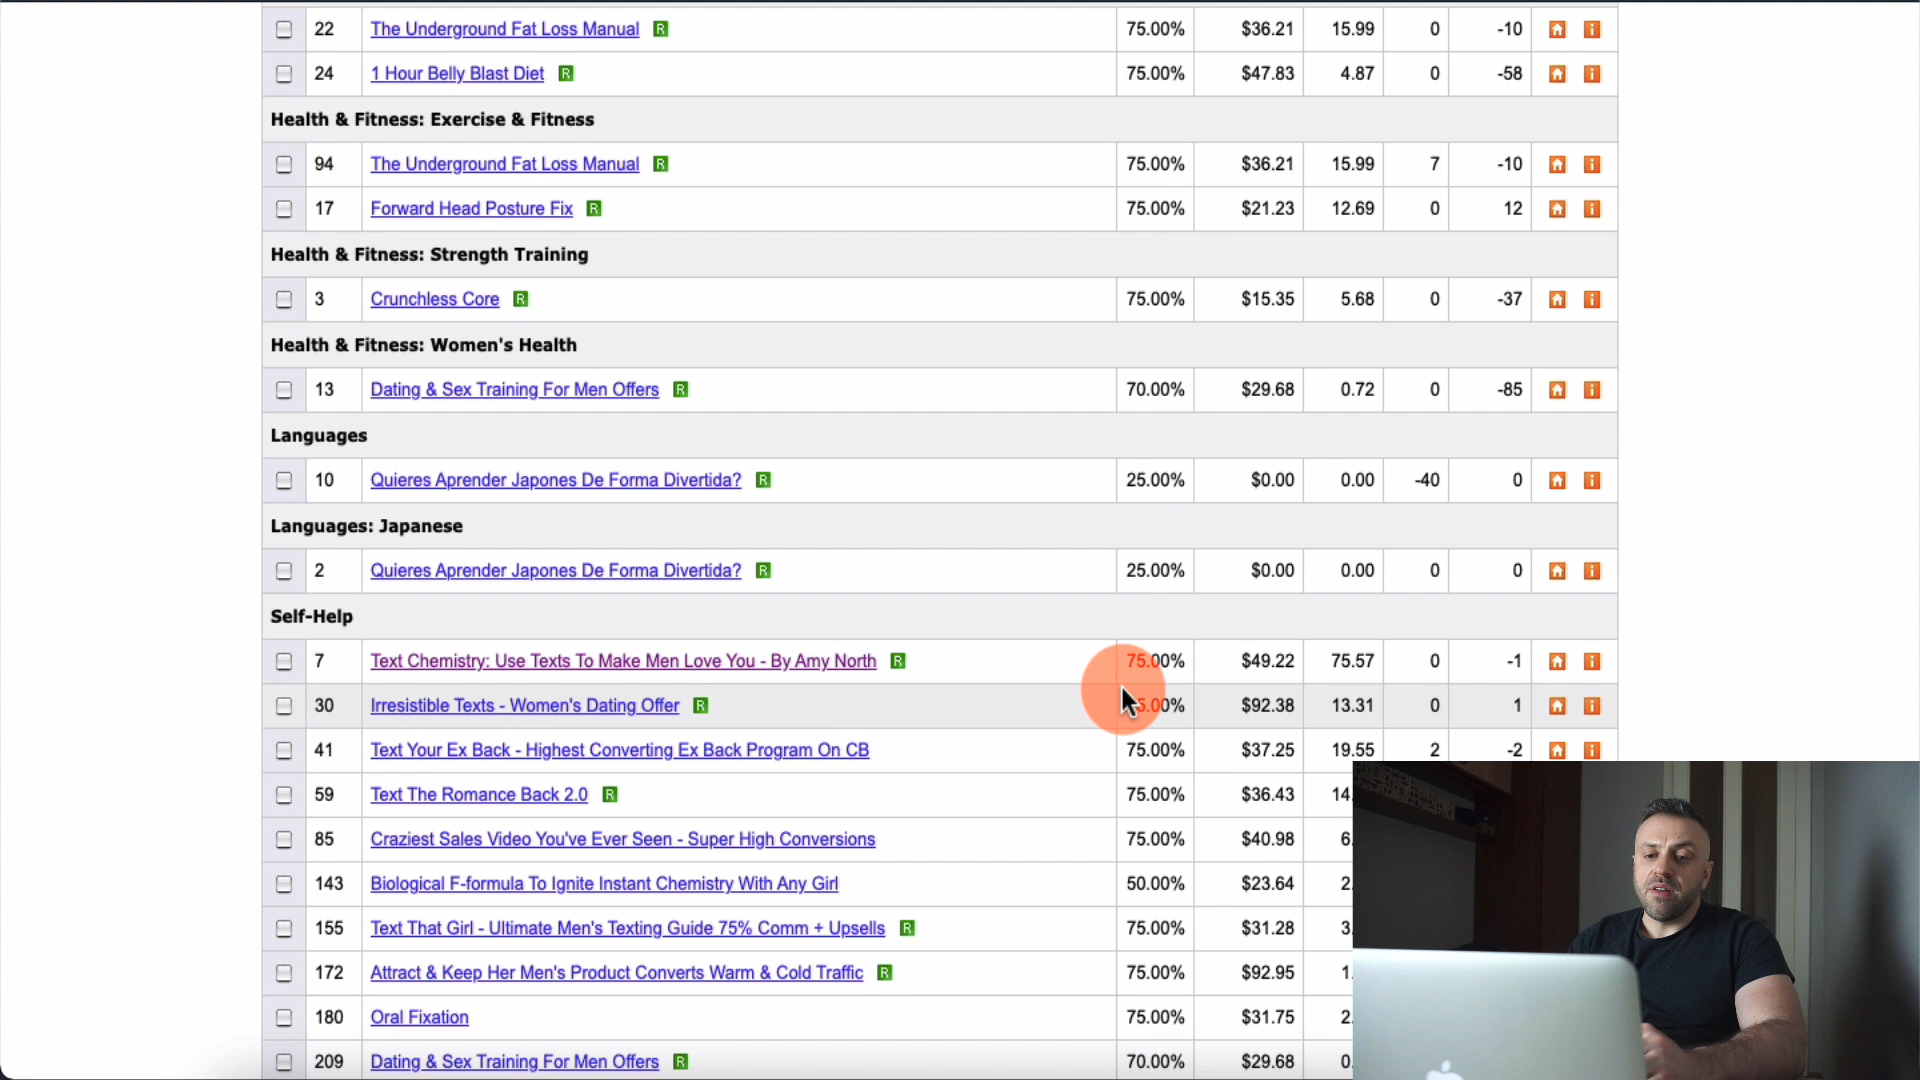 22 The Underground Fat Loss Manual R 75.00% $36.21 15.99 0 -10
24 1 Hour Belly Blast Diet R 75.00% $47.83 4.87 0 -58
Health & Fitness: Exercise & Fitness
94 The Underground Fat Loss Manual R 75.00% $36.21 15.99 7 -10
17 Forward Head Posture Fix R 75.00% $21.23 12.69 0 12
Health & Fitness: Strength Training
3 Crunchless Core R 75.00% $15.35 5.68 0 -37
Health & Fitness: Women's Health
13 Dating & Sex Training For Men Offers R 70.00% $29.68 0.72 0 -85
Languages
10 Quieres Aprender Japones De Forma Divertida? R 25.00% $0.00 0.00 -40 0
Languages: Japanese
2 Quieres Aprender Japones De Forma Divertida? R 25.00% $0.00 0.00 0 0
Self-Help
7 Text Chemistry: Use Texts To Make Men Love You - By Amy North R 75.00% $49.22 75.57 0 -1
30 Irresistible Texts - Women's Dating Offer R $92.38 13.31 0 1
41 Text Your Ex Back - Highest Converting Ex Back Program On CB 75.00% $37.25 19.55 2 -2
59 Text The Romance Back 2.0 R 75.00% $36.43 14.
85 Craziest Sales Video You've Ever Seen - Super High Conversions 75.00% $40.98 6.
143 Biological F-formula To Ignite Instant Chemistry With Any Girl 50.00% $23.64 2.
155 Text That Girl - Ultimate Men's Texting Guide 75% Comm + Upsells R 75.00% $31.28 3.
172 Attract & Keep Her Men's Product Converts Warm & Cold Traffic R 75.00% $92.95 1.
180 Oral Fixation 75.00% $31.75 2.
209 Dating & Sex Training For Men Offers R 70.00% $29.68 0.